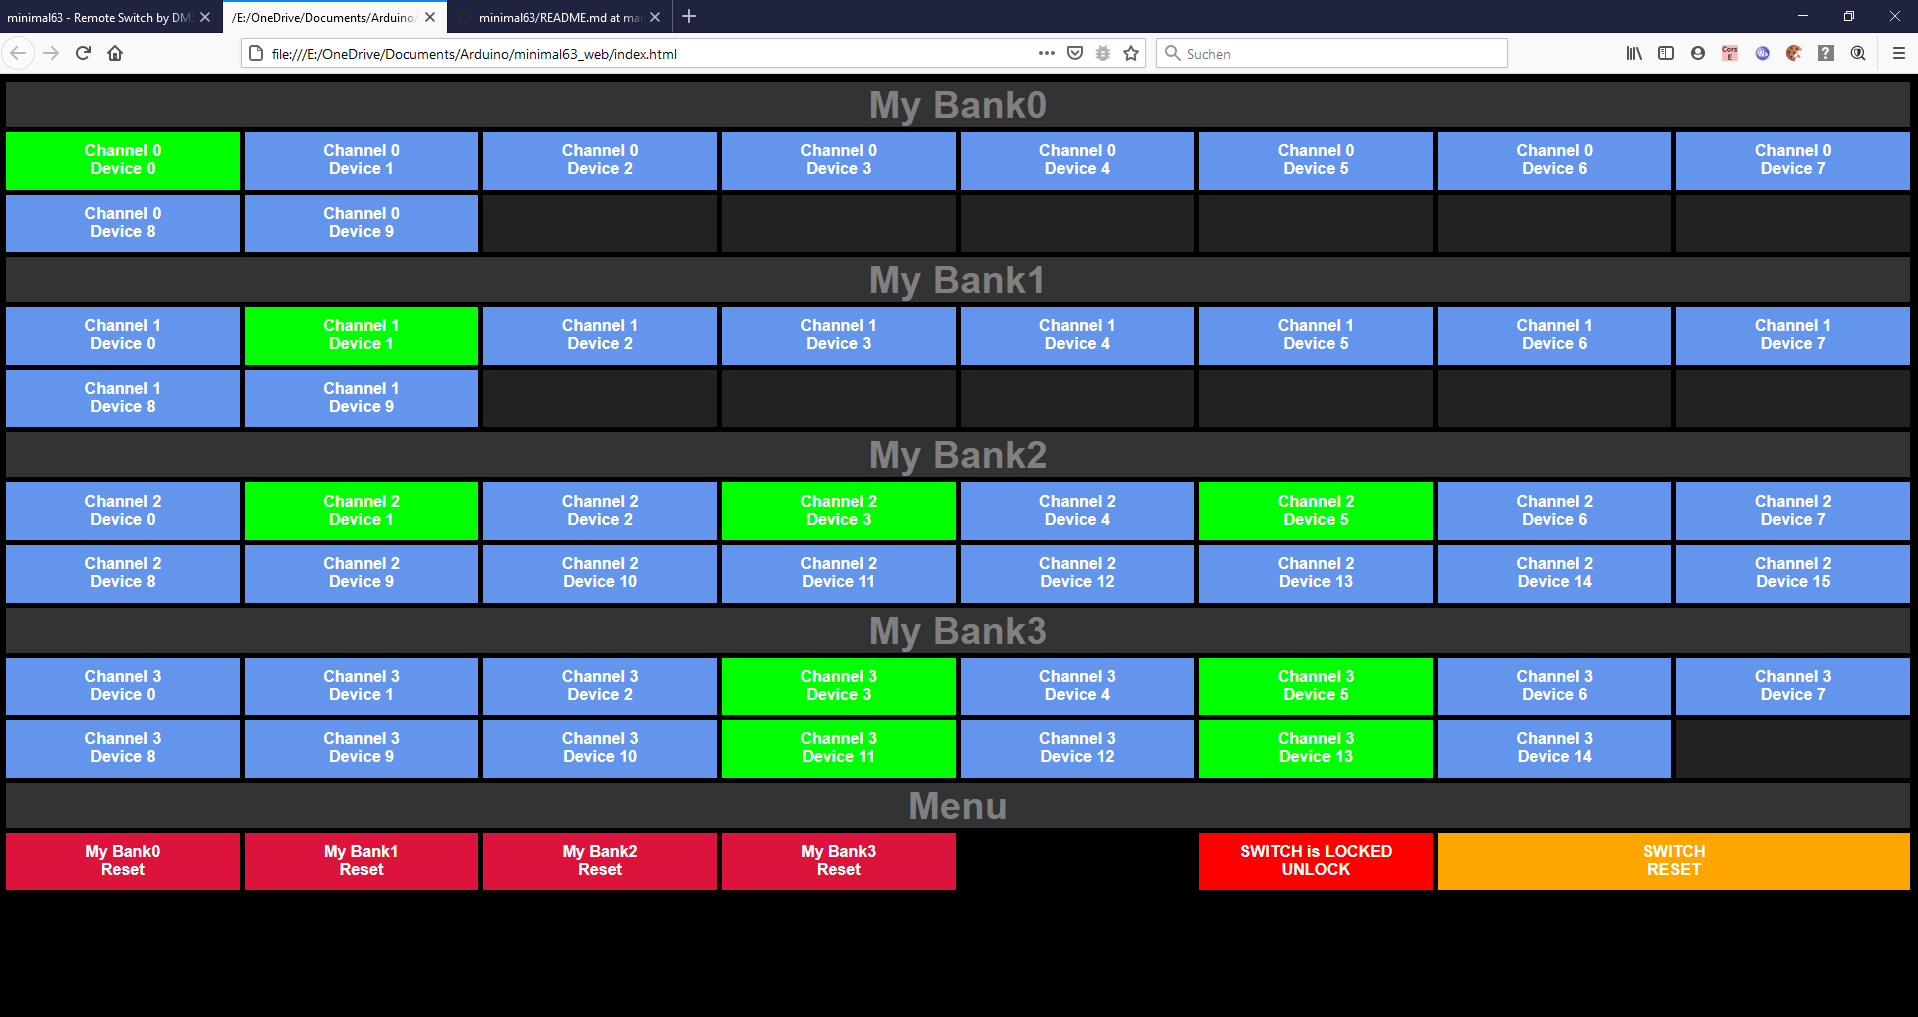 minimal63 - Remote Switch by DM
/E:/OneDrive/Documents/Arduino/
minimal63/README.md at mai
file:///E:/OneDrive/Documents/Arduino/minimal63_web/index.html
Suchen
My Bank0
Channel 0
Device 0
Channel 0
Device 1
Channel 0
Device 2
Channel 0
Device 3
Channel 0
Device 4
Channel 0
Device 5
Channel 0
Device 6
Channel 0
Device 7
Channel 0
Device 8
Channel 0
Device 9
My Bank1
Channel 1
Device 0
Channel 1
Device 1
Channel 1
Device 2
Channel 1
Device 3
Channel 1
Device 4
Channel 1
Device 5
Channel 1
Device 6
Channel 1
Device 7
Channel 1
Device 8
Channel 1
Device 9
My Bank2
Channel 2
Device 0
Channel 2
Device 1
Channel 2
Device 2
Channel 2
Device 3
Channel 2
Device 4
Channel 2
Device 5
Channel 2
Device 6
Channel 2
Device 7
Channel 2
Device 8
Channel 2
Device 9
Channel 2
Device 10
Channel 2
Device 11
Channel 2
Device 12
Channel 2
Device 13
Channel 2
Device 14
Channel 2
Device 15
My Bank3
Channel 3
Device 0
Channel 3
Device 1
Channel 3
Device 2
Channel 3
Device 3
Channel 3
Device 4
Channel 3
Device 5
Channel 3
Device 6
Channel 3
Device 7
Channel 3
Device 8
Channel 3
Device 9
Channel 3
Device 10
Channel 3
Device 11
Channel 3
Device 12
Channel 3
Device 13
Channel 3
Device 14
Menu
My Bank0
Reset
My Bank1
Reset
My Bank2
Reset
My Bank3
Reset
SWITCH is LOCKED
UNLOCK
SWITCH
RESET